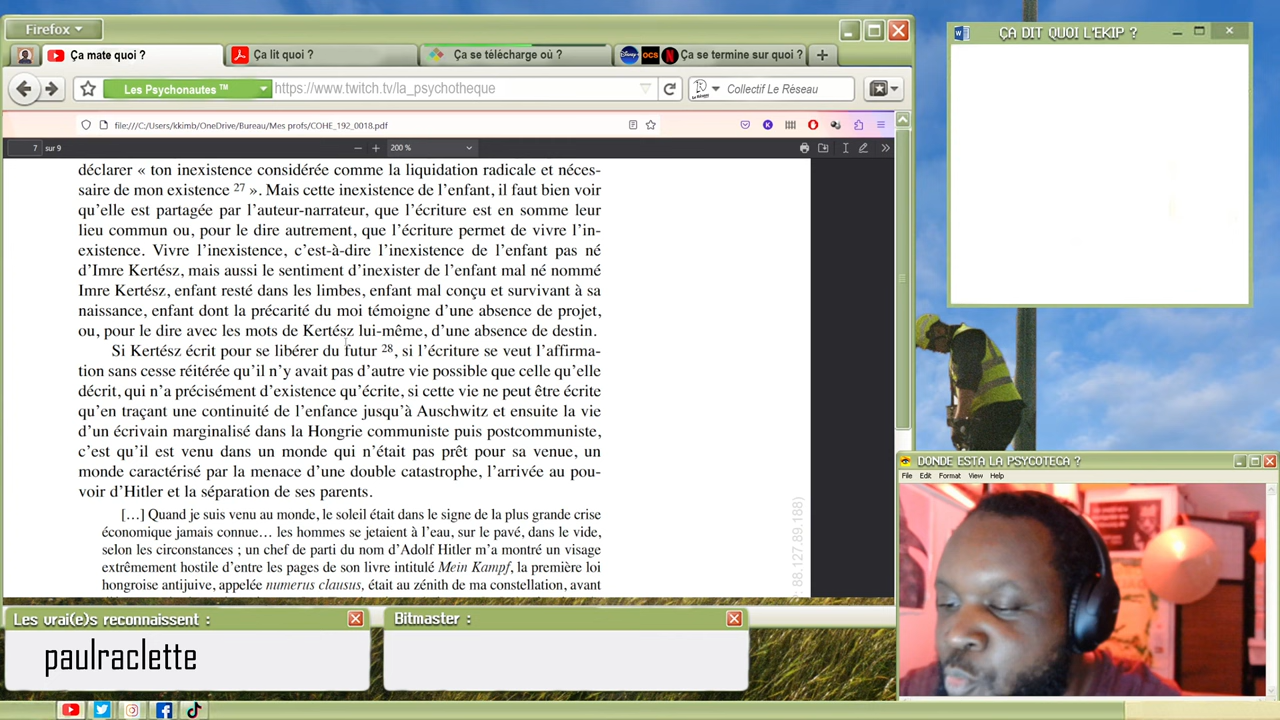 Firefox
ÇA DIT QUOI L'EKIP ?
Ça mate quoi ?
Ça lit quoi ?
Ça se télécharge où ?
Ça se termine sur quoi ?
Les Psychonautes ™
https://www.twitch.tv/la_psychotheque
Collectif Le Réseau
file:///C:/Users/kkimb/OneDrive/Bureau/Mes profs/COHE_192_0018.pdf
7 sur 9
200 %
déclarer « ton inexistence considérée comme la liquidation radicale et néces-
saire de mon existence 27 ». Mais cette inexistence de l'enfant, il faut bien voir
qu'elle est partagée par l'auteur-narrateur, que l'écriture est en somme leur
lieu commun ou, pour le dire autrement, que l'écriture permet de vivre l'in-
existence. Vivre l'inexistence, c'est-à-dire l'inexistence de l'enfant pas né
d'Imre Kertész, mais aussi le sentiment d'inexister de l'enfant mal né nommé
Imre Kertész, enfant resté dans les limbes, enfant mal conçu et survivant à sa
naissance, enfant dont la précarité du moi témoigne d'une absence de projet,
ou, pour le dire avec les mots de Kertész lui-même, d'une absence de destin.
Si Kertész écrit pour se libérer du futur 28, si l'écriture se veut l'affirma-
tion sans cesse réitérée qu'il n'y avait pas d'autre vie possible que celle qu'elle
décrit, qui n'a précisément d'existence qu'écrite, si cette vie ne peut être écrite
qu'en traçant une continuité de l'enfance jusqu'à Auschwitz et ensuite la vie
d'un écrivain marginalisé dans la Hongrie communiste puis postcommuniste,
c'est qu'il est venu dans un monde qui n'était pas prêt pour sa venue, un
monde caractérisé par la survenue d'une double catastrophe, l'arrivée au pou-
voir d'Hitler et la séparation de ses parents.
[…] Quand je suis venu au monde, le soleil était dans le signe de la plus grande crise
économique jamais connue… les hommes se jetaient à l'eau, sur le pavé, dans le vide,
selon les circonstances ; un chef de parti du nom d'Adolf Hitler m'a montré un visage
extrêmement hostile d'entre les pages de son livre intitulé Mein Kampf, la première loi
hongroise antijuive, appelée numerus clausus, était au zénith de ma constellation, avant
88.127.89.188)
DONDE ESTA LA PSYCOTECA ?
File Edit View Format View Help
Les vrai(e)s reconnaissent :
paulraclette
Bitmaster :